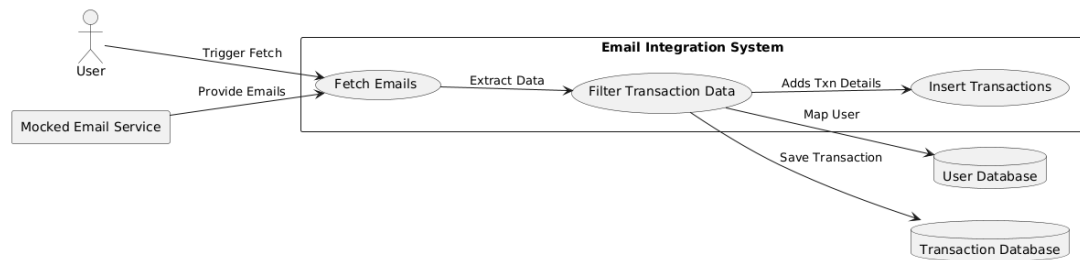 Email Integration System
User
Trigger Fetch
Mocked Email Service
Provide Emails
Fetch Emails
Extract Data
Filter Transaction Data
Adds Txn Details
Insert Transactions
Map User
User Database
Save Transaction
Transaction Database